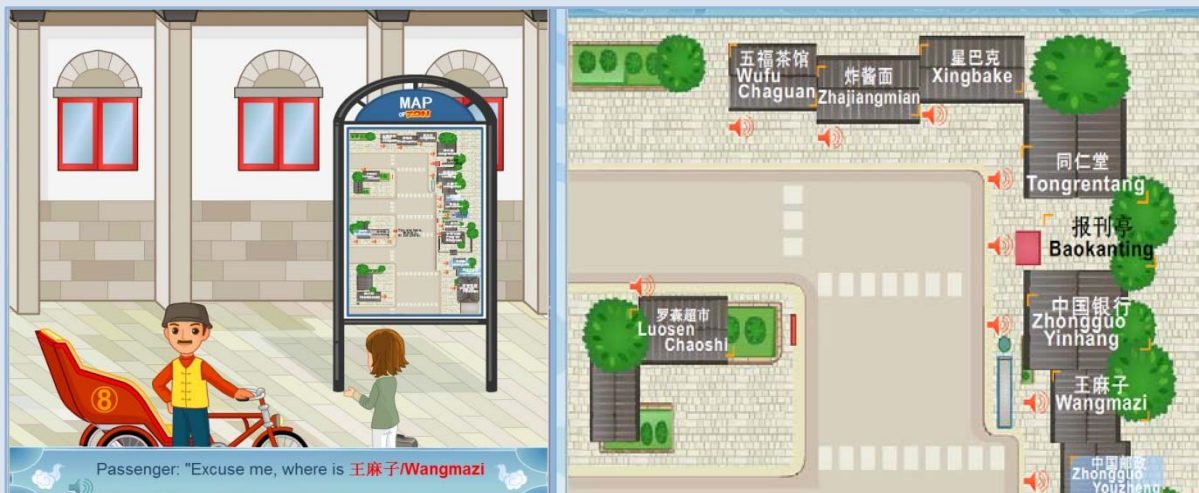 MAP
OF
8
Passenger: "Excuse me, where is 王麻子/Wangmazi
五福茶馆
Wufu
Chaguan
炸酱面
Zhajiangmian
星巴克
Xingbake
同仁堂
Tongrentang
报刊亭
Baokanting
罗森超市
Luosen
Chaoshi
中国银行
Zhongguo
Yinhang
王麻子
Wangmazi
中国邮政
Zhongguo
Youzheng